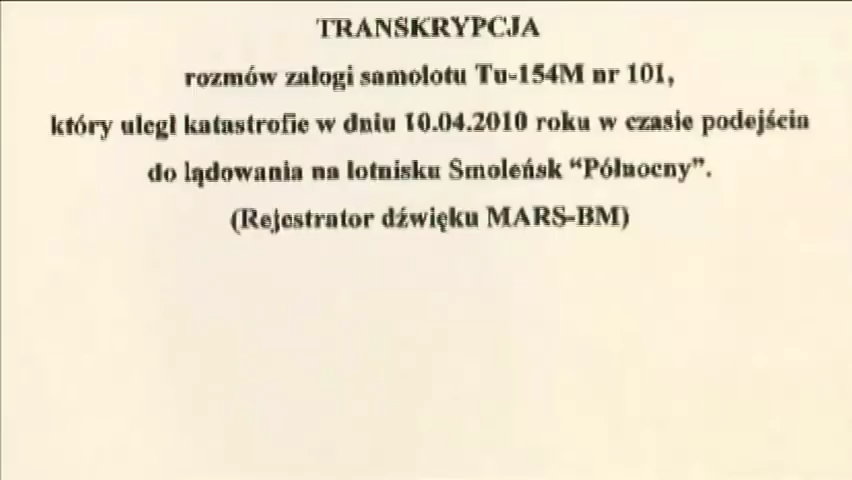 TRANSKRYPCJA
rozmów załogi samolotu Tu-154M nr 101,
który uległ katastrofie w dniu 10.04.2010 roku w czasie podejścia
do lądowania na lotnisku Smoleńsk “Północny”.
(Rejestrator dźwięku MARS-BM)